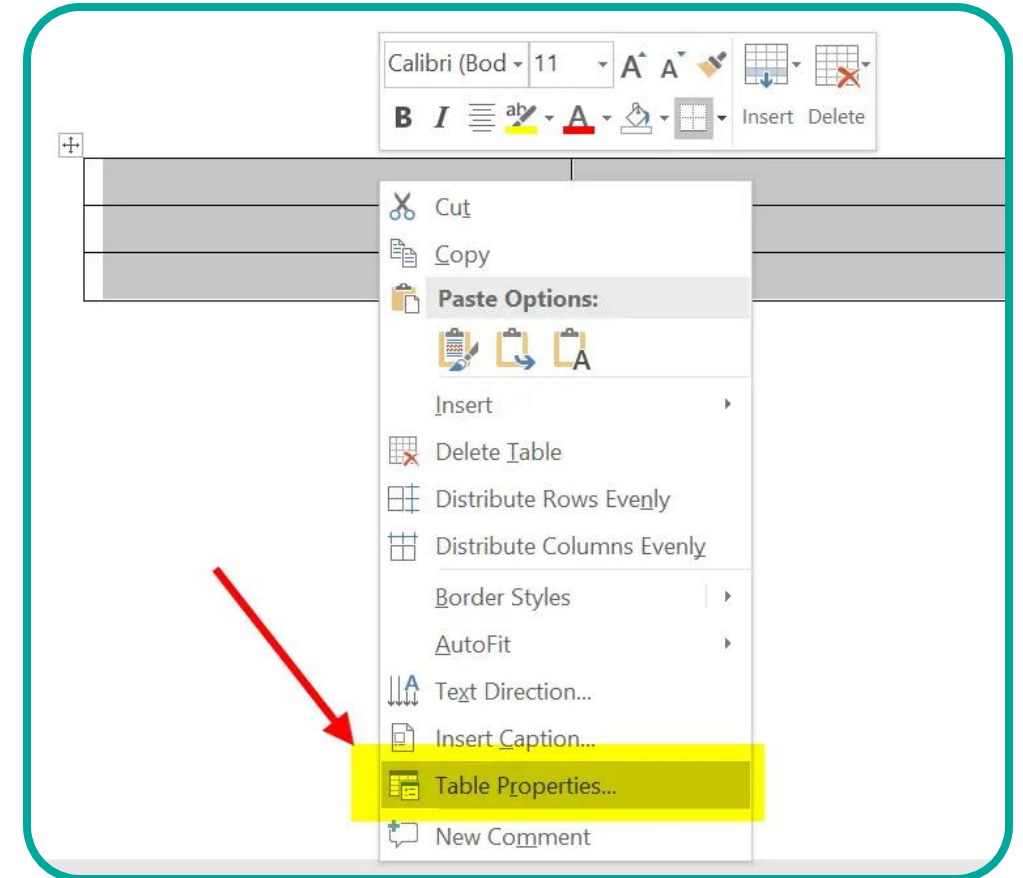 Calibri (Bod 11 A A
B I ab A Insert Delete
Cut
Copy
Paste Options:
A
Insert
Delete Table
Distribute Rows Evenly
Distribute Columns Evenly
Border Styles
AutoFit
A Text Direction...
Insert Caption...
Table Properties...
New Comment